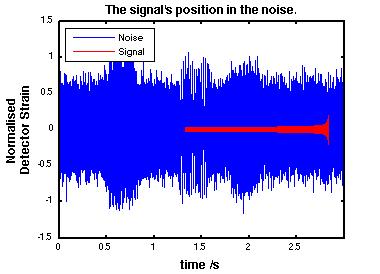 The signal's position in the noise.
1.5
Noise
Signal
1
0.5
0
-0.5
-1
-1.5
Normalised
Detector Strain
0 0.5 1 1.5 2 2.5
time /s